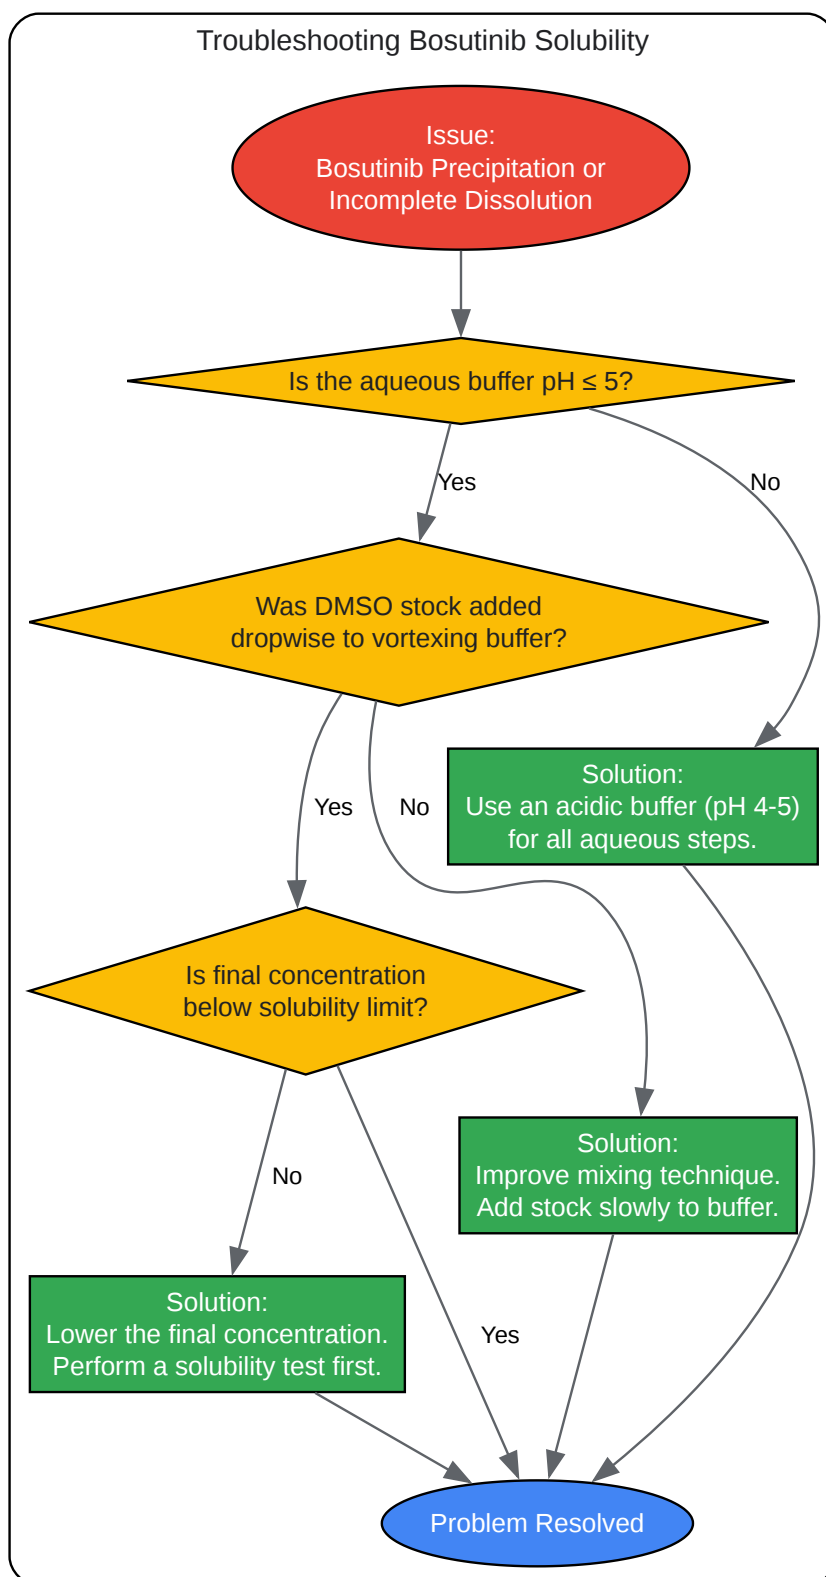 Troubleshooting Bosutinib Solubility
Issue:
Bosutinib Precipitation or
Incomplete Dissolution
Is the aqueous buffer pH ≤ 5?
Yes
No
Was DMSO stock added
dropwise to vortexing buffer?
Yes
No
Solution:
Use an acidic buffer (pH 4-5)
for all aqueous steps.
Is final concentration
below solubility limit?
No
Yes
Solution:
Improve mixing technique.
Add stock slowly to buffer.
Solution:
Lower the final concentration.
Perform a solubility test first.
Problem Resolved